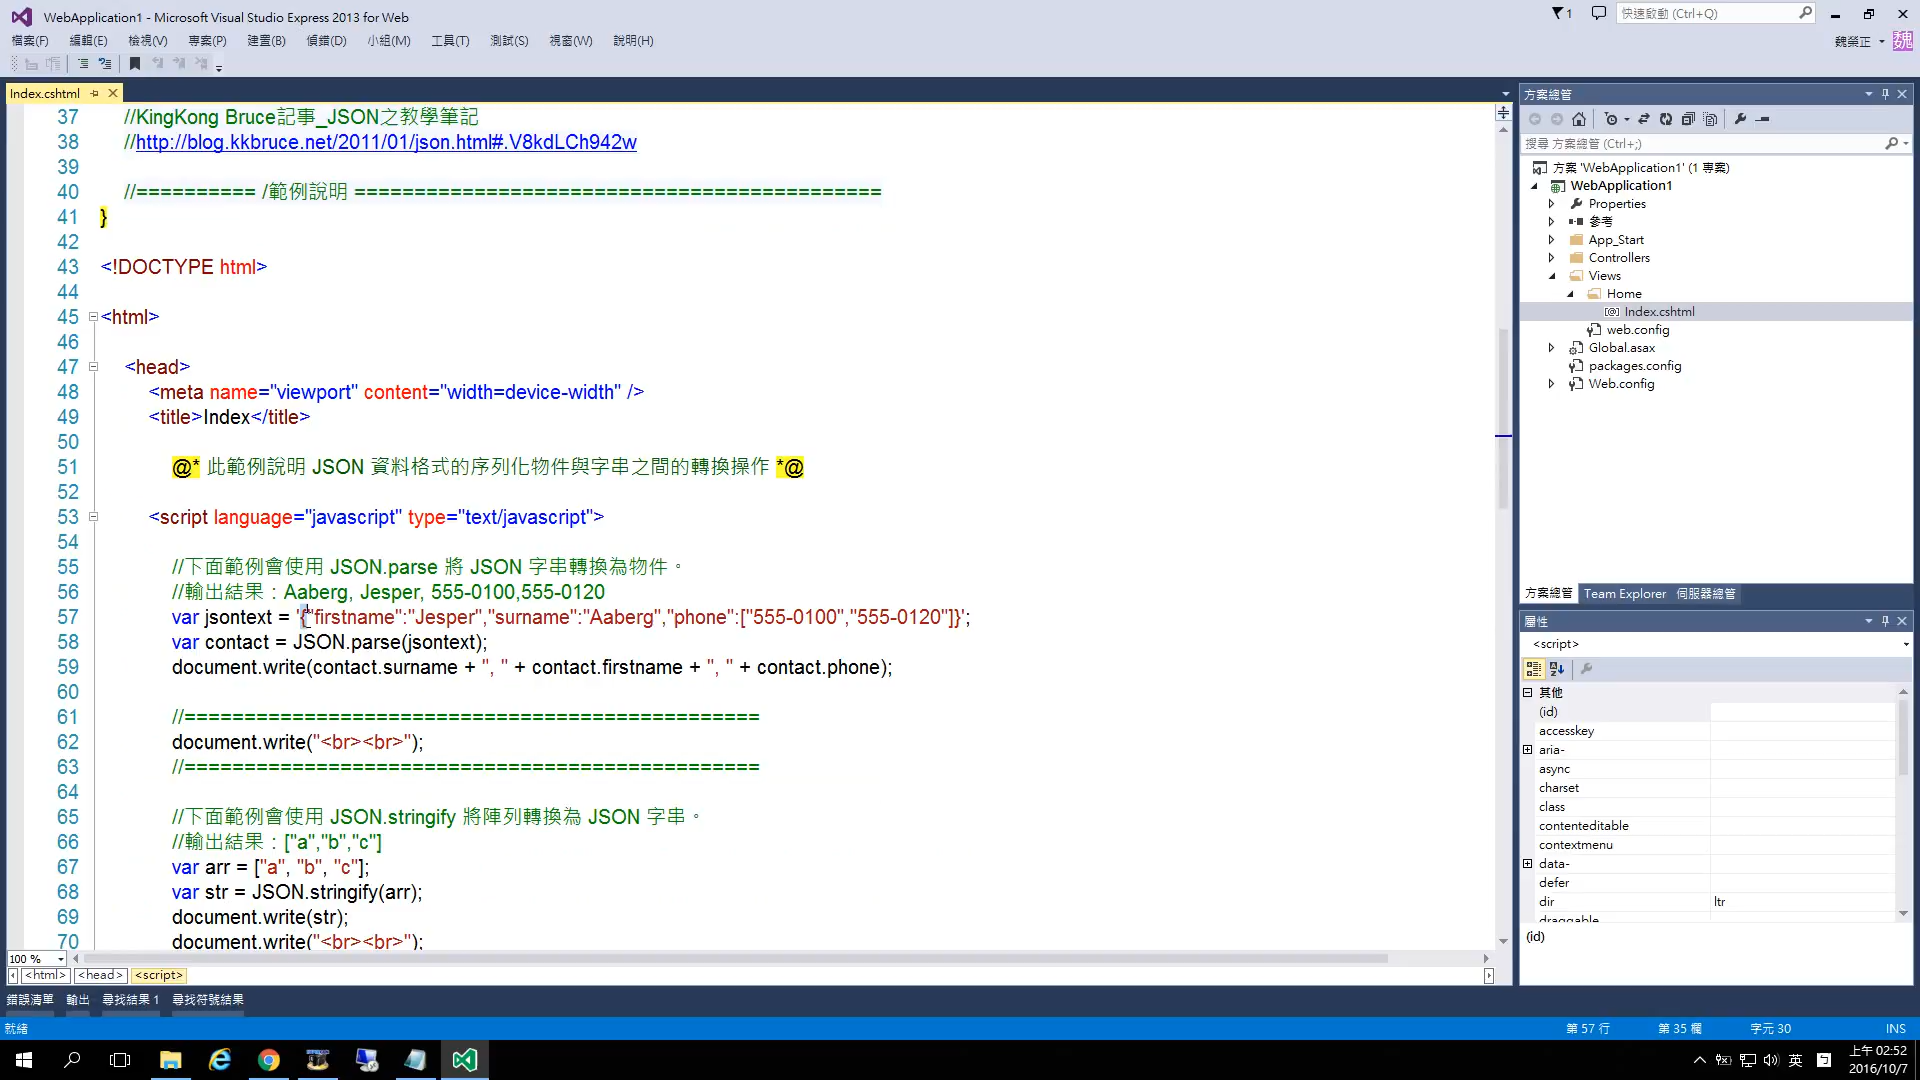 WebApplication1 - Microsoft Visual Studio Express 2013 for Web
1
快速啟動 (Ctrl+Q)
檔案(F) 編輯(E) 檢視(V) 專案(P) 建置(B) 偵錯(D) 小組(M) 工具(T) 測試(S) 視窗(W) 說明(H)
魏榮正 魏
Index.cshtml
37 //KingKong Bruce記事_JSON之教學筆記
38 //http://blog.kkbruce.net/2011/01/json.html#.V8kdLCh942w
39
40 //========== /範例說明 ============================================
41 }
42
43 <!DOCTYPE html>
44
45 <html>
46
47 <head>
48 <meta name="viewport" content="width=device-width" />
49 <title>Index</title>
50
51 @* 此範例說明 JSON 資料格式的序列化物件與字串之間的轉換操作 *@
52
53 <script language="javascript" type="text/javascript">
54
55 //下面範例會使用 JSON.parse 將 JSON 字串轉換為物件。
56 //輸出結果：Aaberg, Jesper, 555-0100,555-0120
57 var jsontext = '{"firstname":"Jesper","surname":"Aaberg","phone":["555-0100","555-0120"]}';
58 var contact = JSON.parse(jsontext);
59 document.write(contact.surname + ", " + contact.firstname + ", " + contact.phone);
60
61 //================================================
62 document.write("<br><br>");
63 //================================================
64
65 //下面範例會使用 JSON.stringify 將陣列轉換為 JSON 字串。
66 //輸出結果：["a","b","c"]
67 var arr = ["a", "b", "c"];
68 var str = JSON.stringify(arr);
69 document.write(str);
70 document.write("<br><br>");
100 %
<html> <head> <script>
錯誤清單 輸出 尋找結果 1 尋找符號結果
就緒
第 57 行 第 35 欄 字元 30 INS
方案總管
搜尋 方案總管 (Ctrl+;)
方案 'WebApplication1' (1 專案)
WebApplication1
Properties
參考
App_Start
Controllers
Views
Home
Index.cshtml
web.config
Global.asax
packages.config
Web.config
方案總管 Team Explorer 伺服器總管
屬性
<script>
其他
(id)
accesskey
aria-
async
charset
class
contenteditable
contextmenu
data-
defer
dir ltr
draggable
(id)
英
上午 02:52
2016/10/7